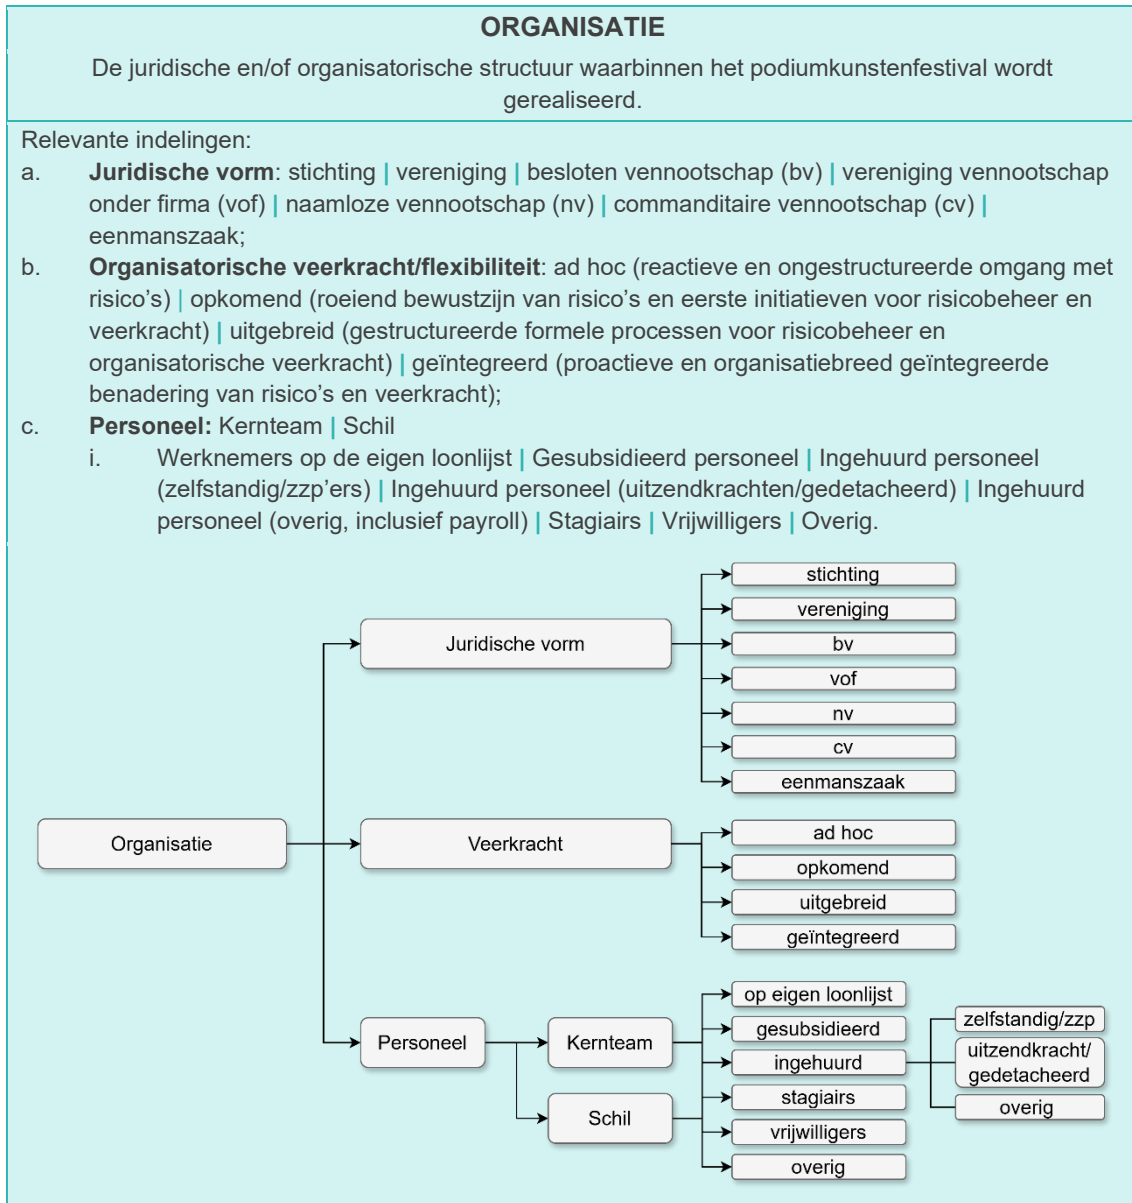 ORGANISATIE
De juridische en/of organisatorische structuur waarbinnen het podiumkunstenfestival wordt
gerealiseerd.
Relevante indelingen:
a. Juridische vorm: stichting | vereniging | besloten vennootschap (bv) | vereniging vennootschap
onder firma (vof) | naamloze vennootschap (nv) | commanditaire vennootschap (cv) |
eenmanszaak;
b. Organisatorische veerkracht/flexibiliteit: ad hoc (reactieve en ongestructureerde omgang met
risico’s) | opkomend (roeiend bewustzijn van risico’s en eerste initiatieven voor risicobeheer en
veerkracht) | uitgebreid (gestructureerde formele processen voor risicobeheer en
organisatorische veerkracht) | geïntegreerd (proactieve en organisatiebreed geïntegreerde
benadering van risico’s en veerkracht);
c. Personeel: Kernteam | Schil
i. Werknemers op de eigen loonlijst | Gesubsidieerd personeel | Ingehuurd personeel
(zelfstandig/zzp’ers) | Ingehuurd personeel (uitzendkrachten/gedetacheerd) | Ingehuurd
personeel (overig, inclusief payroll) | Stagiairs | Vrijwilligers | Overig.
Organisatie
Juridische vorm
stichting
vereniging
bv
vof
nv
cv
eenmanszaak
Veerkracht
ad hoc
opkomend
uitgebreid
geïntegreerd
Personeel
Kernteam
Schil
op eigen loonlijst
gesubsidieerd
ingehuurd
stagiairs
vrijwilligers
overig
zelfstandig/zzp
uitzendkracht/
gedetacheerd
overig